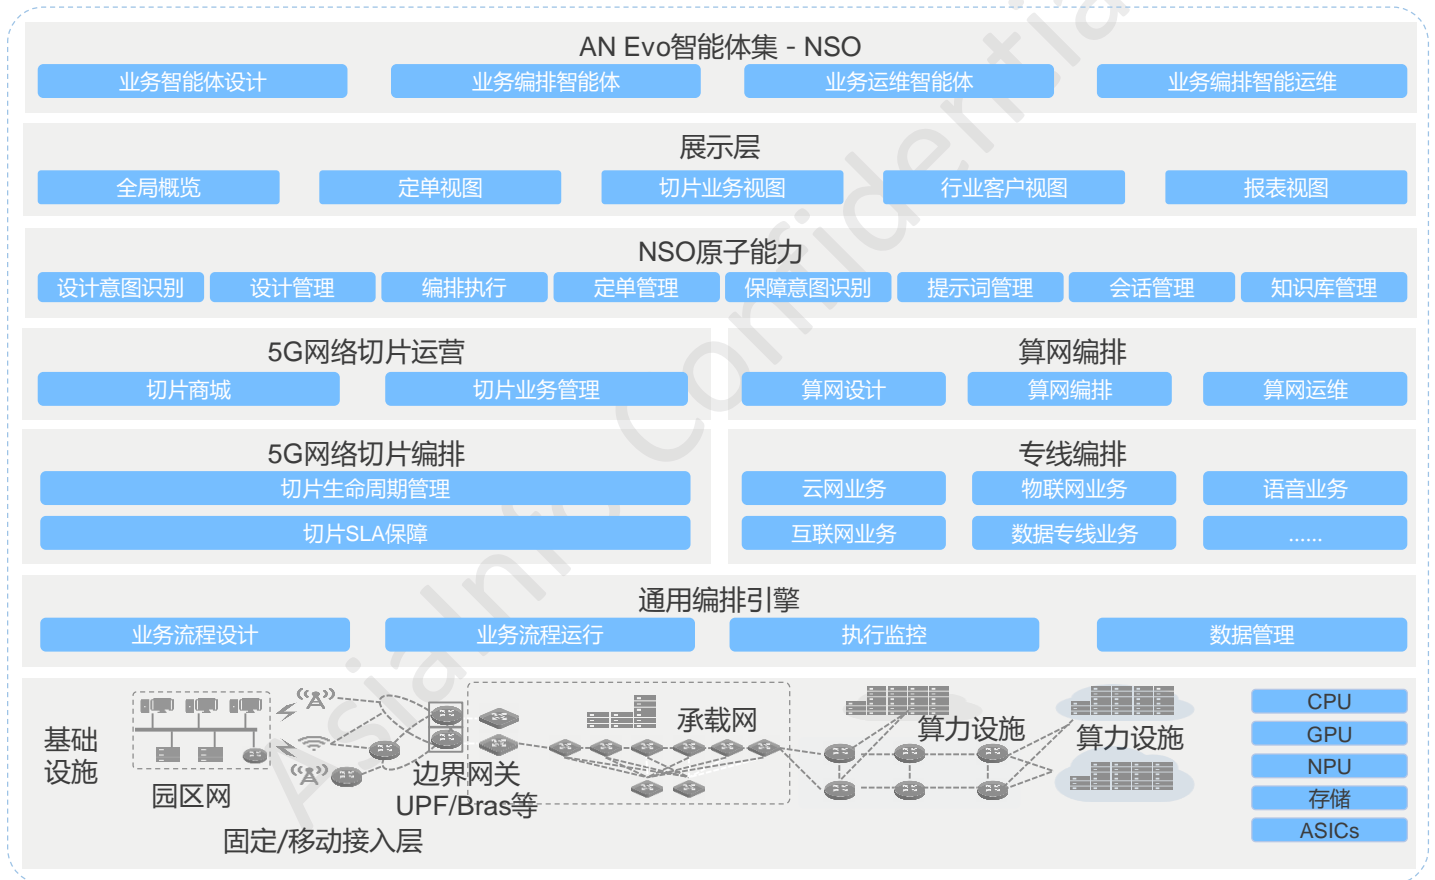 AN Evo智能体集 - NSO
业务智能体设计
业务编排智能体
业务运维智能体
业务编排智能运维
展示层
全局概览
定单视图
切片业务视图
行业客户视图
报表视图
NSO原子能力
设计意图识别
设计管理
编排执行
定单管理
保障意图识别
提示词管理
会话管理
知识库管理
5G网络切片运营
切片商城
切片业务管理
算网编排
算网设计
算网编排
算网运维
5G网络切片编排
切片生命周期管理
切片SLA保障
专线编排
云网业务
物联网业务
语音业务
互联网业务
数据专线业务
......
通用编排引擎
业务流程设计
业务流程运行
执行监控
数据管理
基础
设施
园区网
固定/移动接入层
边界网关
UPF/Bras等
承载网
算力设施
算力设施
CPU
GPU
NPU
存储
ASICs
AsiaInfo Confidential